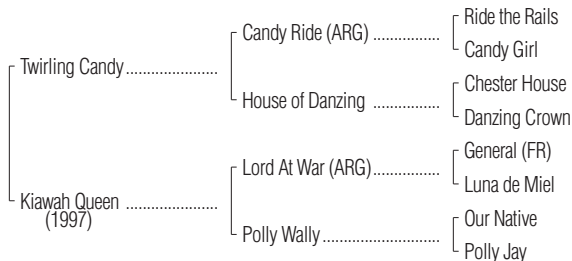 Twirling Candy
Candy Ride (ARG)
Ride the Rails
Candy Girl
House of Danzing
Chester House
Danzing Crown
Kiawah Queen
(1997)
Lord At War (ARG)
General (FR)
Luna de Miel
Polly Wally
Our Native
Polly Jay